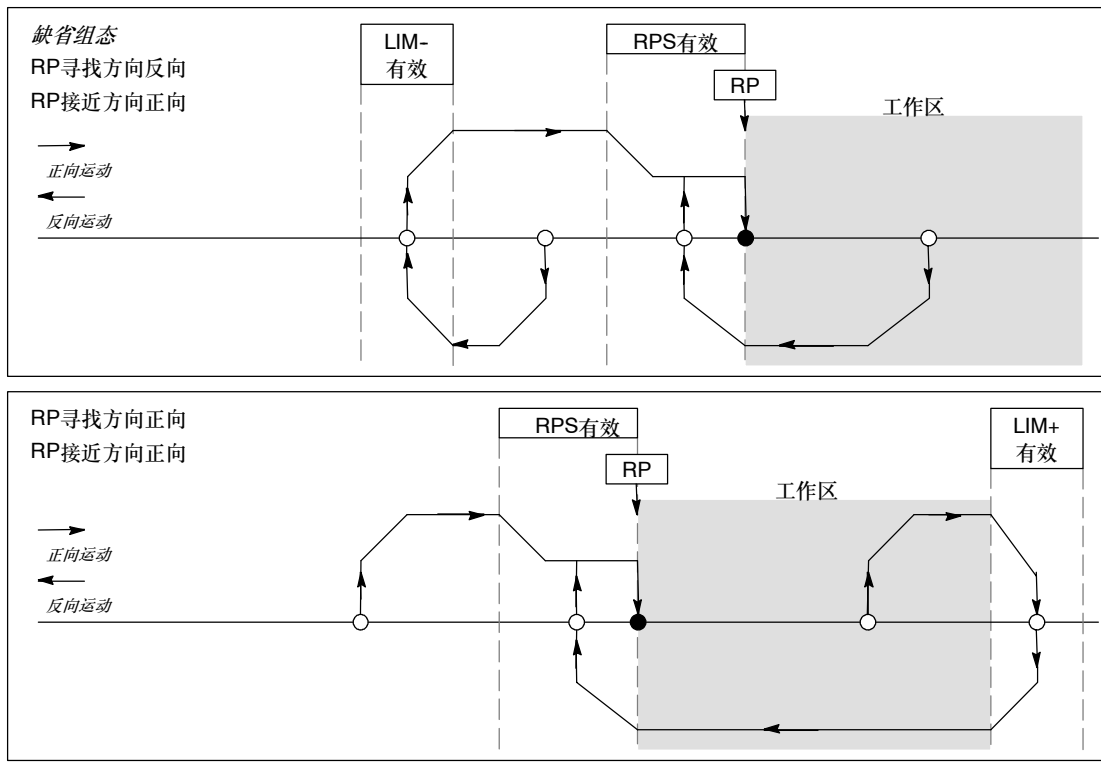 缺省组态
RP寻找方向反向
RP接近方向正向
正向运动
反向运动
LIM-
有效
RPS有效
RP
工作区
RP寻找方向正向
RP接近方向正向
正向运动
反向运动
RPS有效
RP
工作区
LIM+
有效